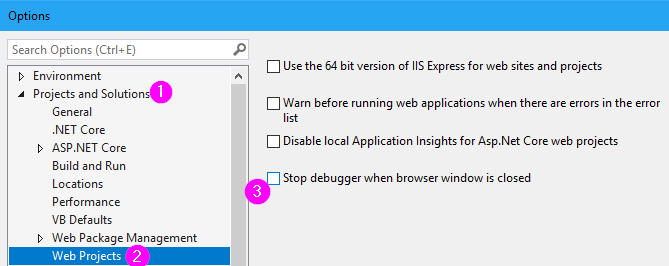 Options
Search Options (Ctrl+E)
Environment
Projects and Solutions 1
General
.NET Core
ASP.NET Core
Build and Run
Locations
Performance
VB Defaults
Web Package Management
Web Projects 2
Use the 64 bit version of IIS Express for web sites and projects
Warn before running web applications when there are errors in the error
list
Disable local Application Insights for Asp.Net Core web projects
3 Stop debugger when browser window is closed